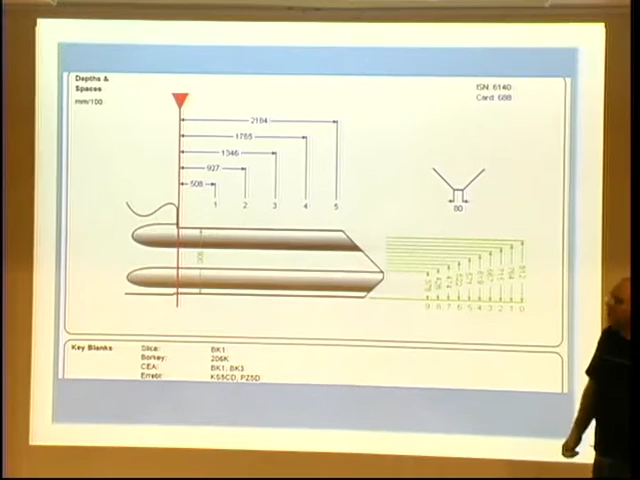 Depths &
Spaces
mm/100
ISN: 6140
Card: 688
2184
1765
1346
927
508
1 2 3 4 5
80
9 8 7 6 5 4 3 2 1 0
Key Blanks
Silca: BK1
Borkey: 206K
CEA: BK1, BK3
Errebi: PZ5D